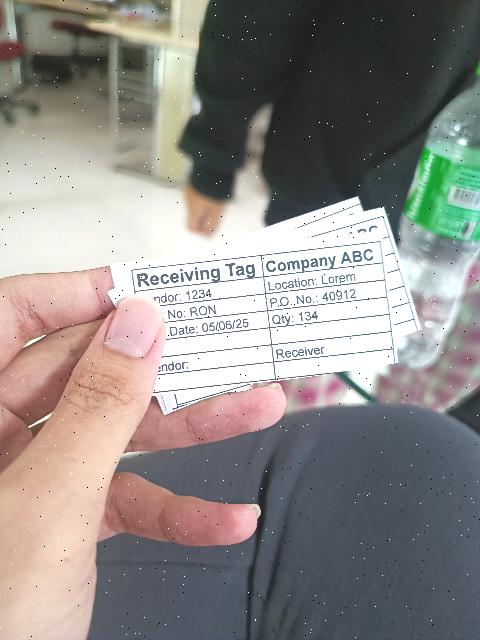 Receiving Tag Company ABC
ndor: 1234 Location: Lorem
No: RON P.O. No.: 40912
Date: 05/06/25 Qty: 134
endor: Receiver